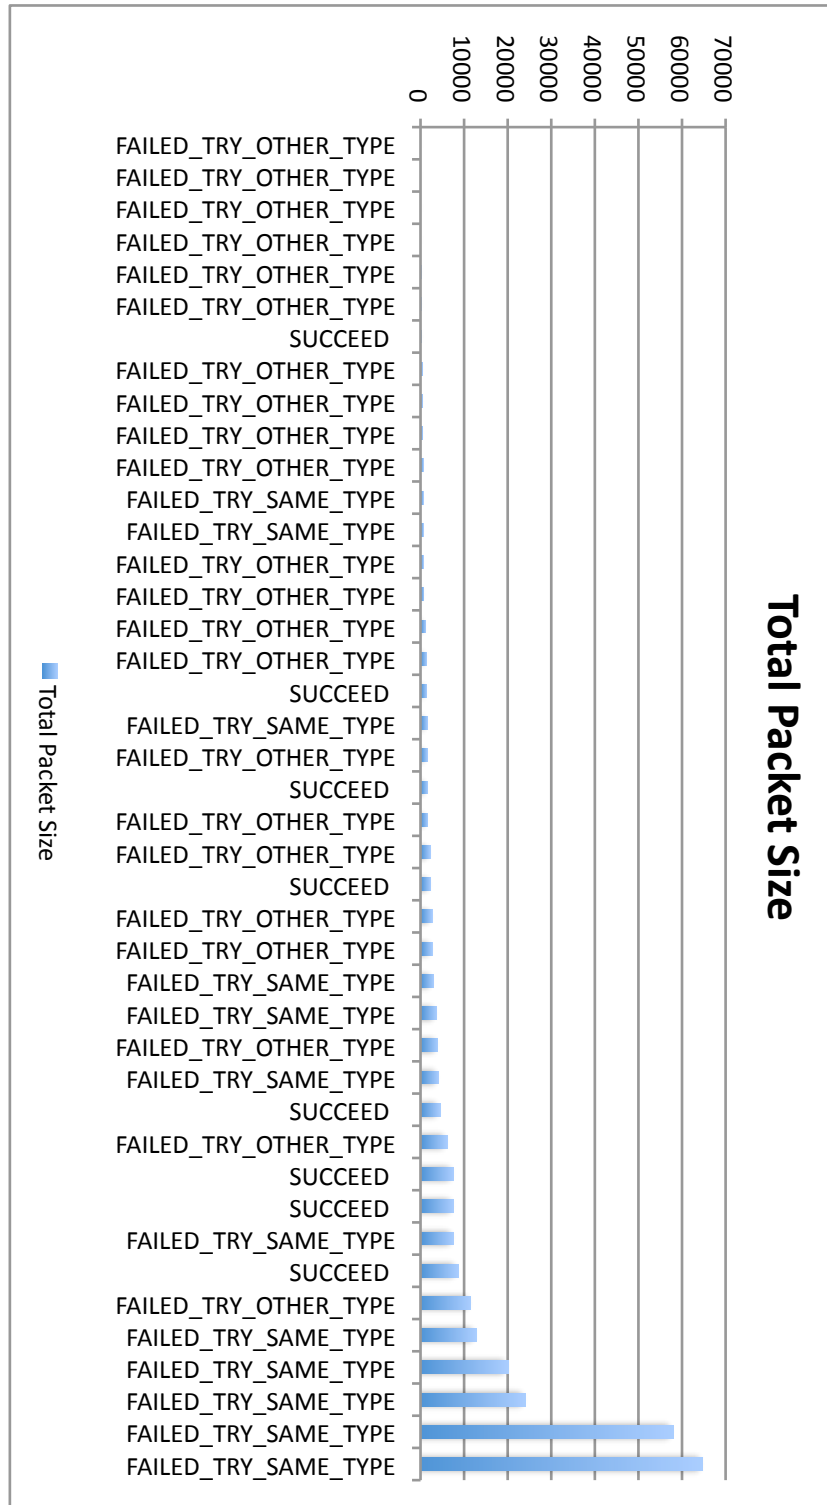 Total Packet Size
70000
60000
50000
40000
30000
20000
10000
0
FAILED_TRY_OTHER_TYPE
FAILED_TRY_OTHER_TYPE
FAILED_TRY_OTHER_TYPE
FAILED_TRY_OTHER_TYPE
FAILED_TRY_OTHER_TYPE
FAILED_TRY_OTHER_TYPE
SUCCEED
FAILED_TRY_OTHER_TYPE
FAILED_TRY_OTHER_TYPE
FAILED_TRY_OTHER_TYPE
FAILED_TRY_OTHER_TYPE
FAILED_TRY_SAME_TYPE
FAILED_TRY_SAME_TYPE
FAILED_TRY_OTHER_TYPE
FAILED_TRY_OTHER_TYPE
FAILED_TRY_OTHER_TYPE
FAILED_TRY_OTHER_TYPE
SUCCEED
FAILED_TRY_SAME_TYPE
FAILED_TRY_OTHER_TYPE
SUCCEED
FAILED_TRY_OTHER_TYPE
FAILED_TRY_OTHER_TYPE
SUCCEED
FAILED_TRY_OTHER_TYPE
FAILED_TRY_OTHER_TYPE
FAILED_TRY_SAME_TYPE
FAILED_TRY_SAME_TYPE
FAILED_TRY_OTHER_TYPE
FAILED_TRY_SAME_TYPE
SUCCEED
FAILED_TRY_OTHER_TYPE
SUCCEED
SUCCEED
FAILED_TRY_SAME_TYPE
SUCCEED
FAILED_TRY_OTHER_TYPE
FAILED_TRY_SAME_TYPE
FAILED_TRY_SAME_TYPE
FAILED_TRY_SAME_TYPE
FAILED_TRY_SAME_TYPE
FAILED_TRY_SAME_TYPE
Total Packet Size